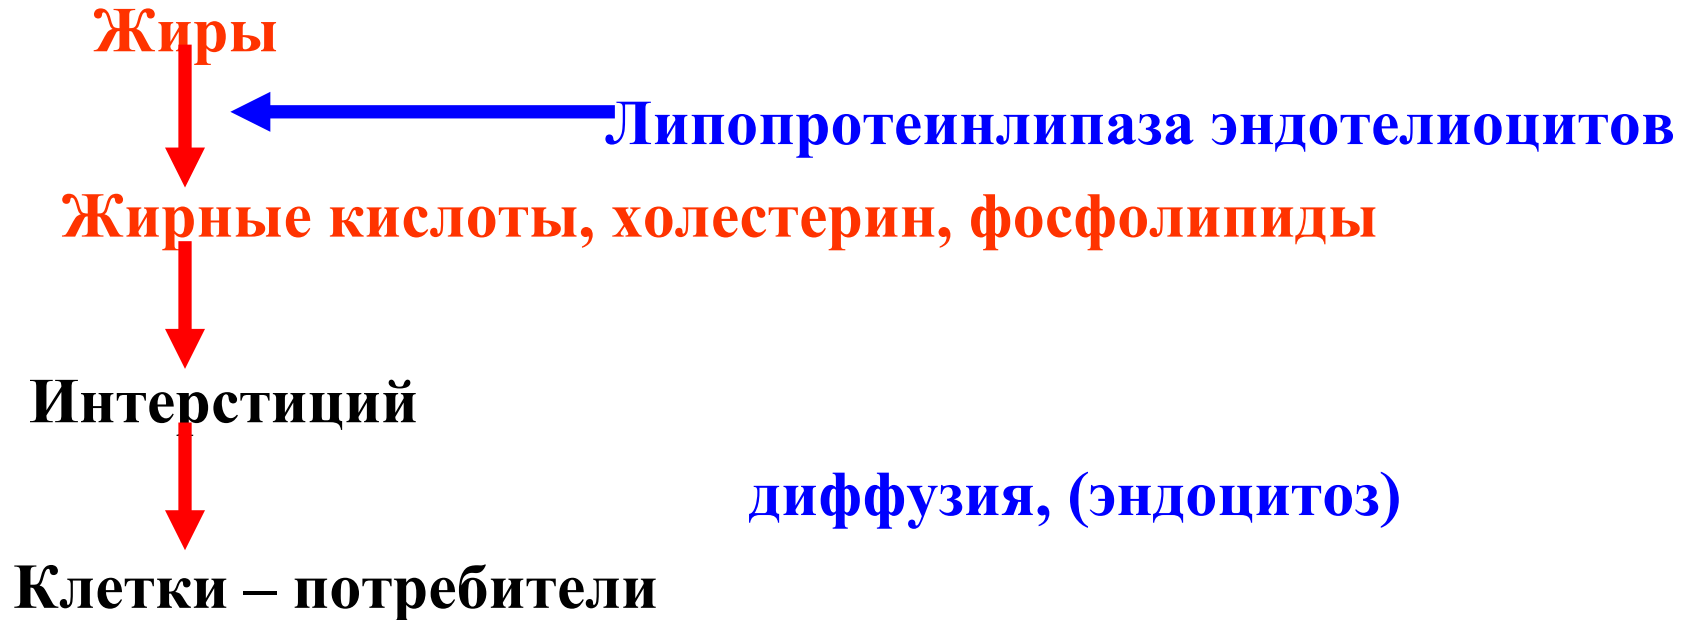 Жиры
Липопротеинлипаза эндотелиоцитов
Жирные кислоты, холестерин, фосфолипиды
Интерстиций
диффузия, (эндоцитоз)
Клетки – потребители